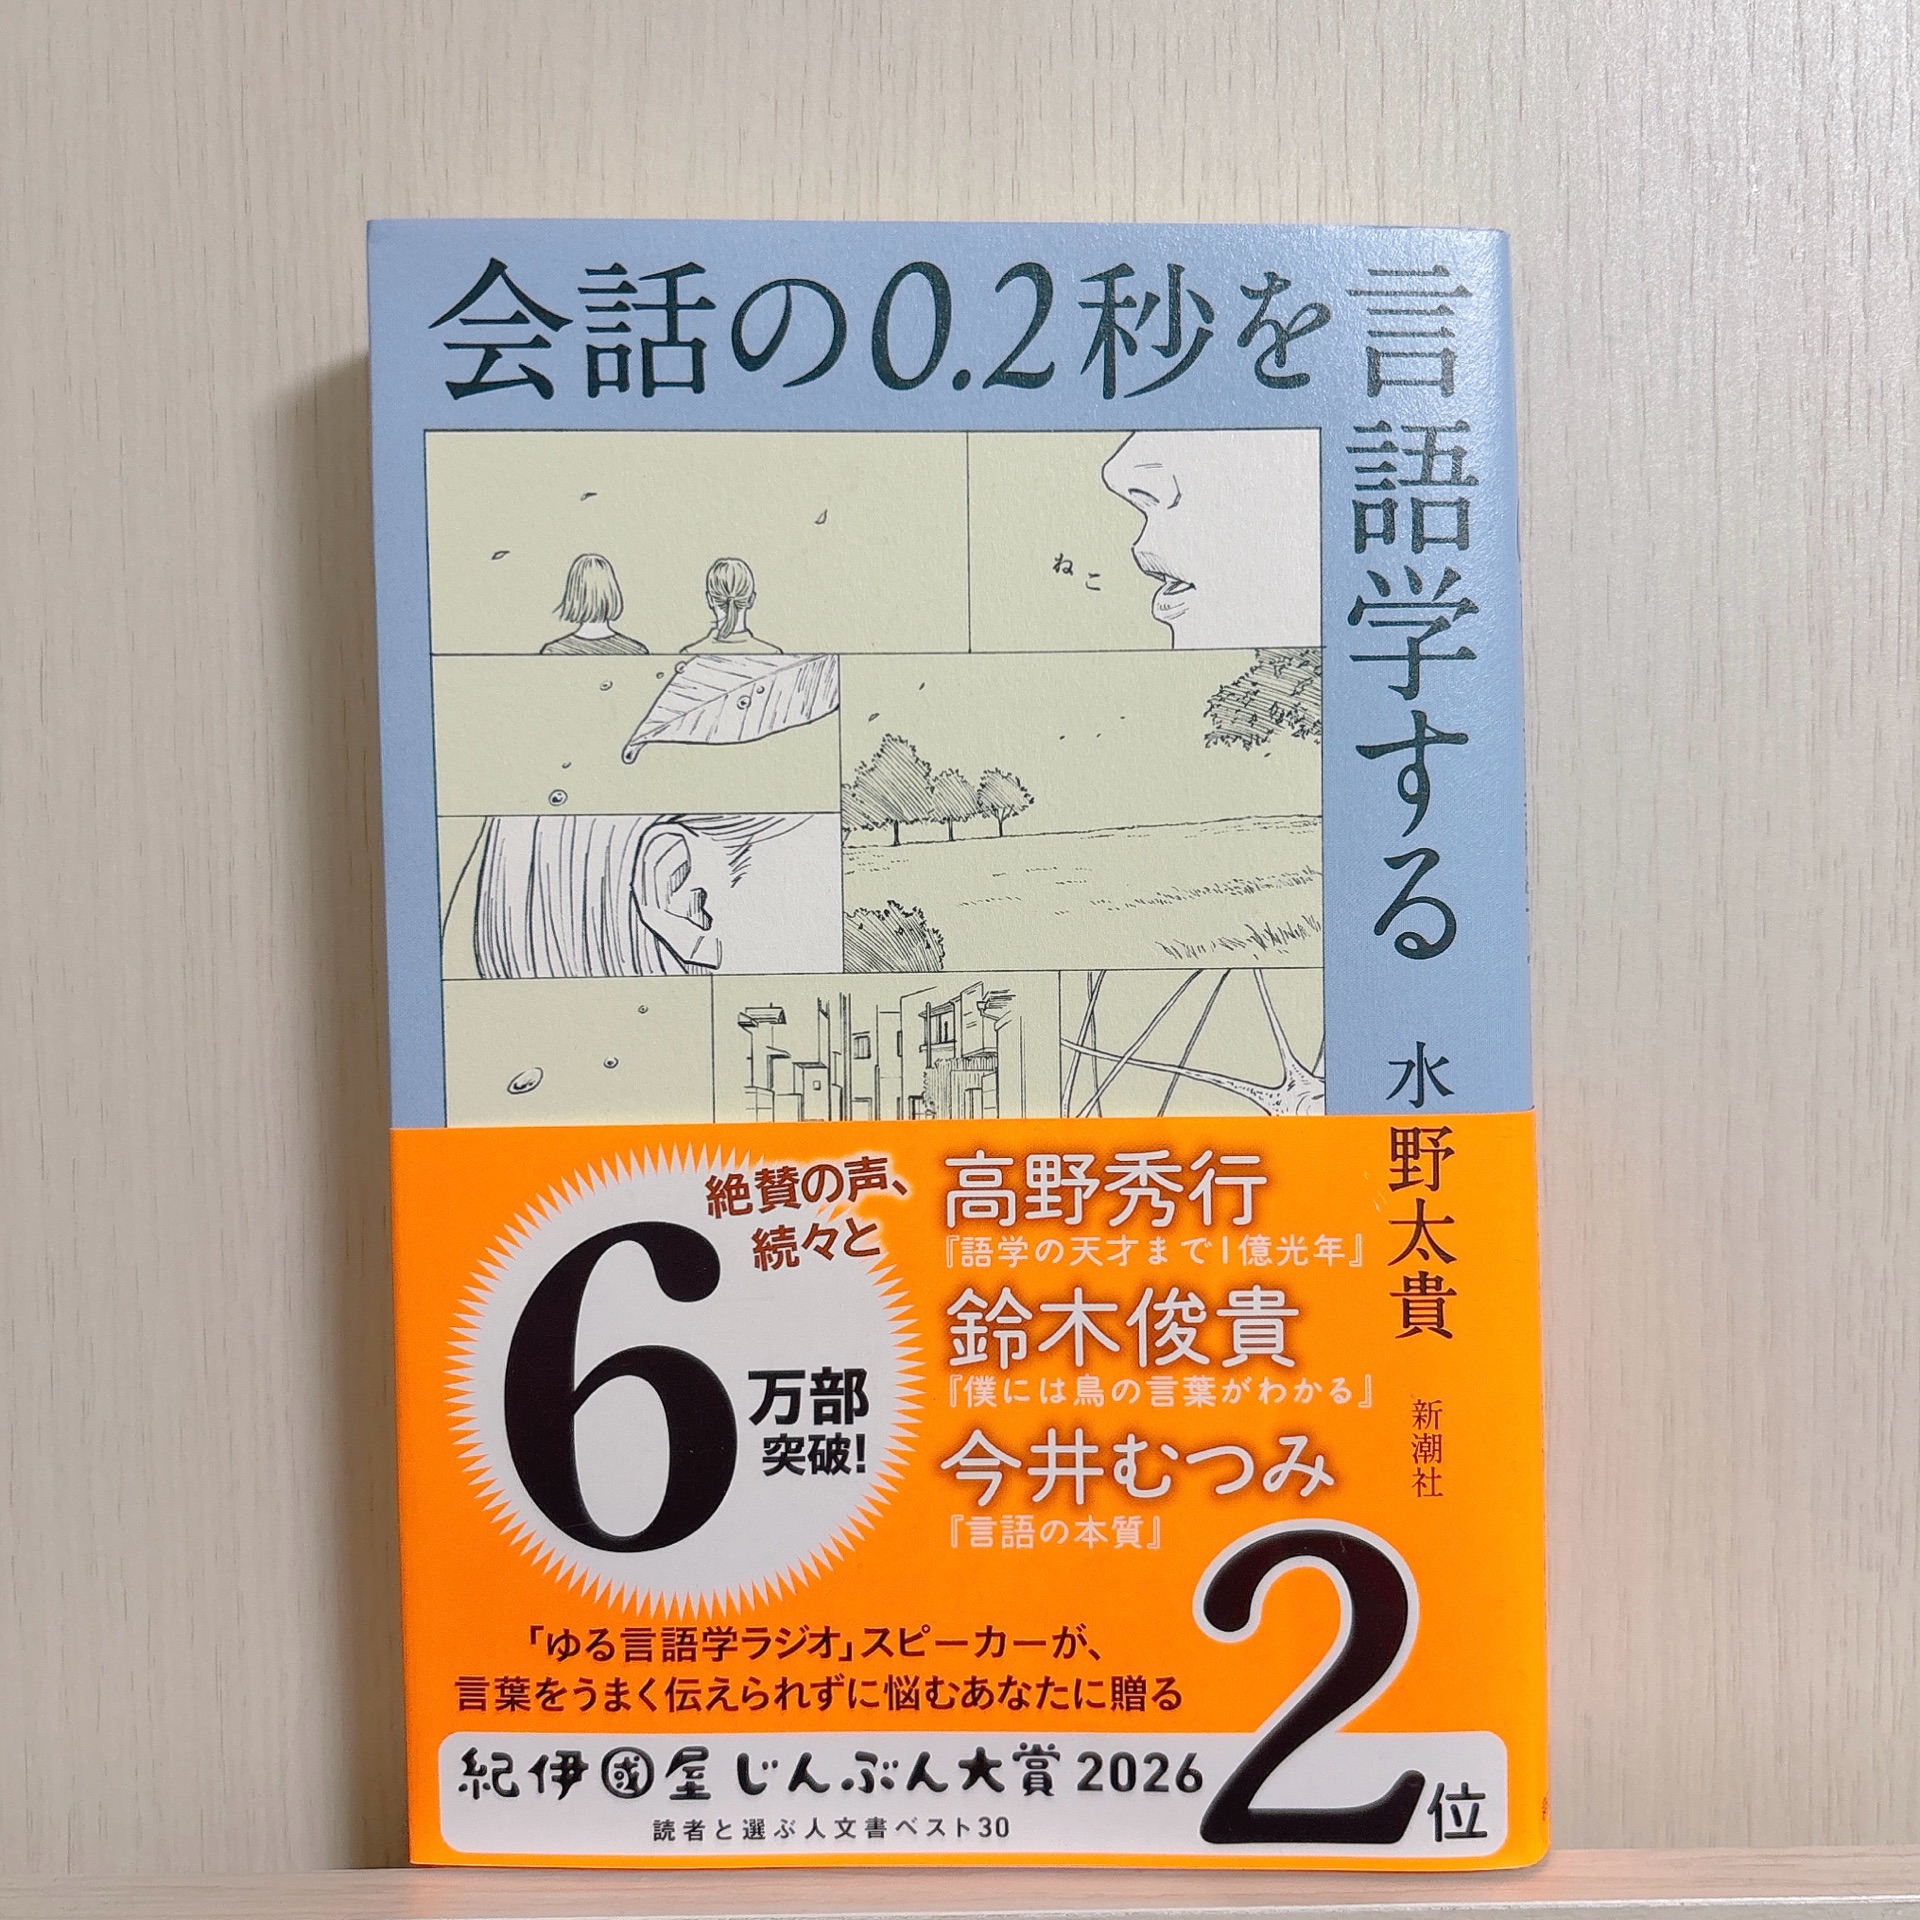 会話の0.2秒を言語学する
水野太貴
新潮社
ねこ
絶賛の声、
続々と
6万部
突破!
高野秀行
『語学の天才まで1億光年』
鈴木俊貴
『僕には鳥の言葉がわかる』
今井むつみ
『言語の本質』
「ゆる言語学ラジオ」スピーカーが、
言葉をうまく伝えられずに悩むあなたに贈る
紀伊國屋じんぶん大賞2026
読者と選ぶ人文書ベスト30
2位